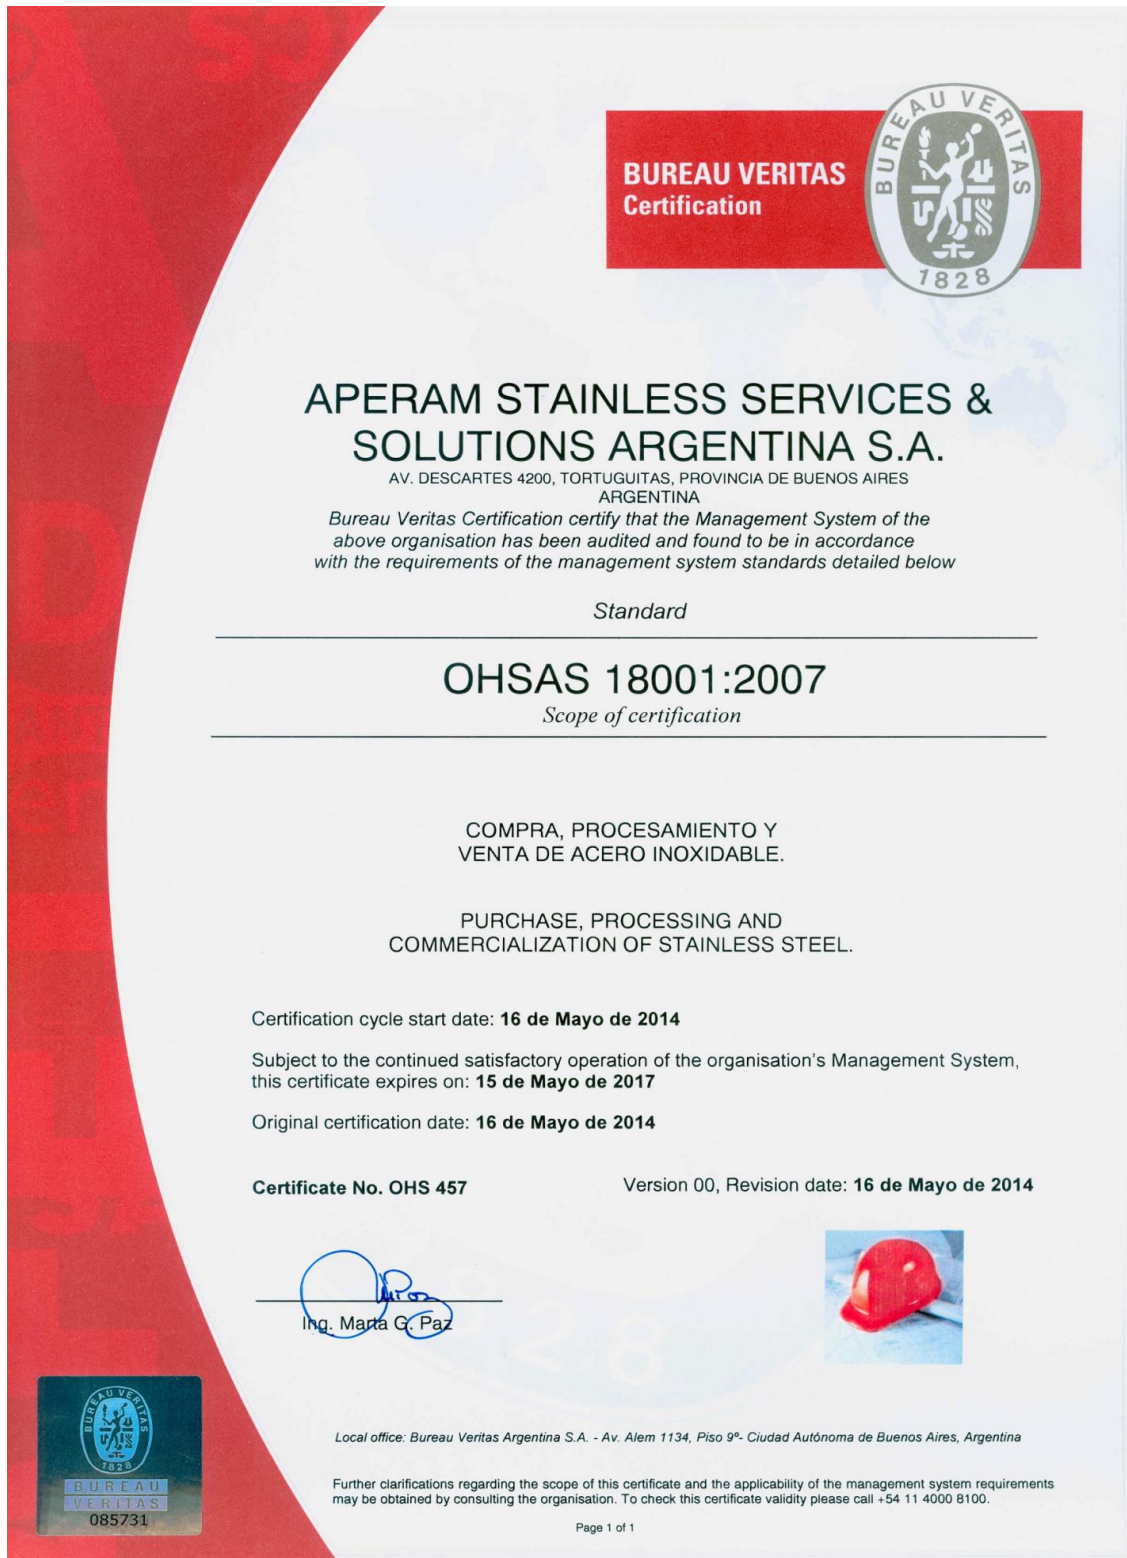 BUREAU VERITAS
Certification
BUREAU VERITAS
1828
APERAM STAINLESS SERVICES &
SOLUTIONS ARGENTINA S.A.
AV. DESCARTES 4200, TORTUGUITAS, PROVINCIA DE BUENOS AIRES
ARGENTINA
Bureau Veritas Certification certify that the Management System of the
above organisation has been audited and found to be in accordance
with the requirements of the management system standards detailed below
Standard
OHSAS 18001:2007
Scope of certification
COMPRA, PROCESAMIENTO Y
VENTA DE ACERO INOXIDABLE.
PURCHASE, PROCESSING AND
COMMERCIALIZATION OF STAINLESS STEEL.
Certification cycle start date: 16 de Mayo de 2014
Subject to the continued satisfactory operation of the organisation's Management System,
this certificate expires on: 15 de Mayo de 2017
Original certification date: 16 de Mayo de 2014
Certificate No. OHS 457
Version 00, Revision date: 16 de Mayo de 2014
Ing. Marta G. Paz
BUREAU VERITAS
1828
BUREAU
VERITAS
085731
Local office: Bureau Veritas Argentina S.A. - Av. Alem 1134, Piso 9º- Ciudad Autónoma de Buenos Aires, Argentina
Further clarifications regarding the scope of this certificate and the applicability of the management system requirements
may be obtained by consulting the organisation. To check this certificate validity please call +54 11 4000 8100.
Page 1 of 1